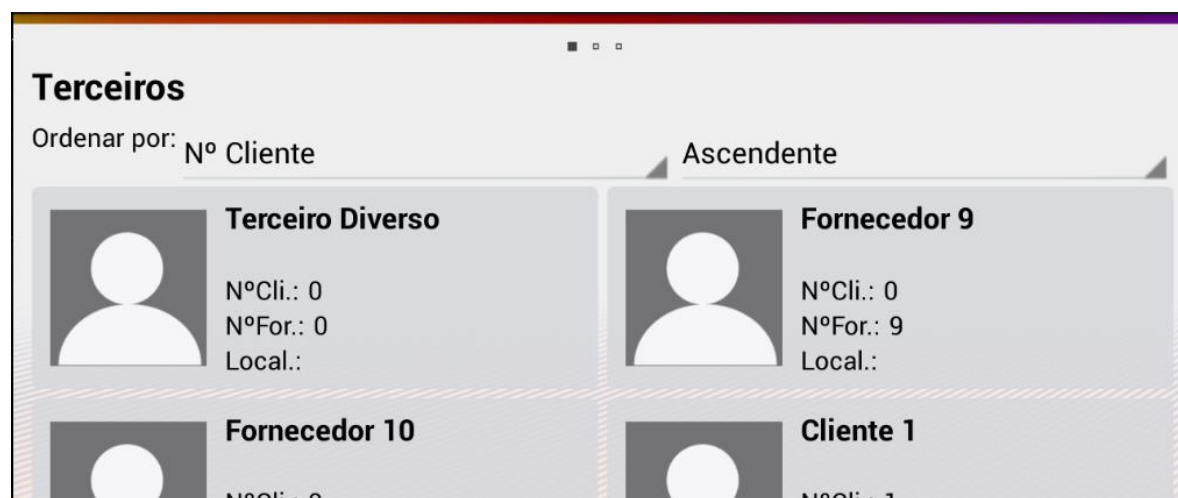 Terceiros
Ordenar por:
Nº Cliente
Ascendente
Terceiro Diverso
NºCli.: 0
NºFor.: 0
Local.:
Fornecedor 9
NºCli.: 0
NºFor.: 9
Local.:
Fornecedor 10
Cliente 1